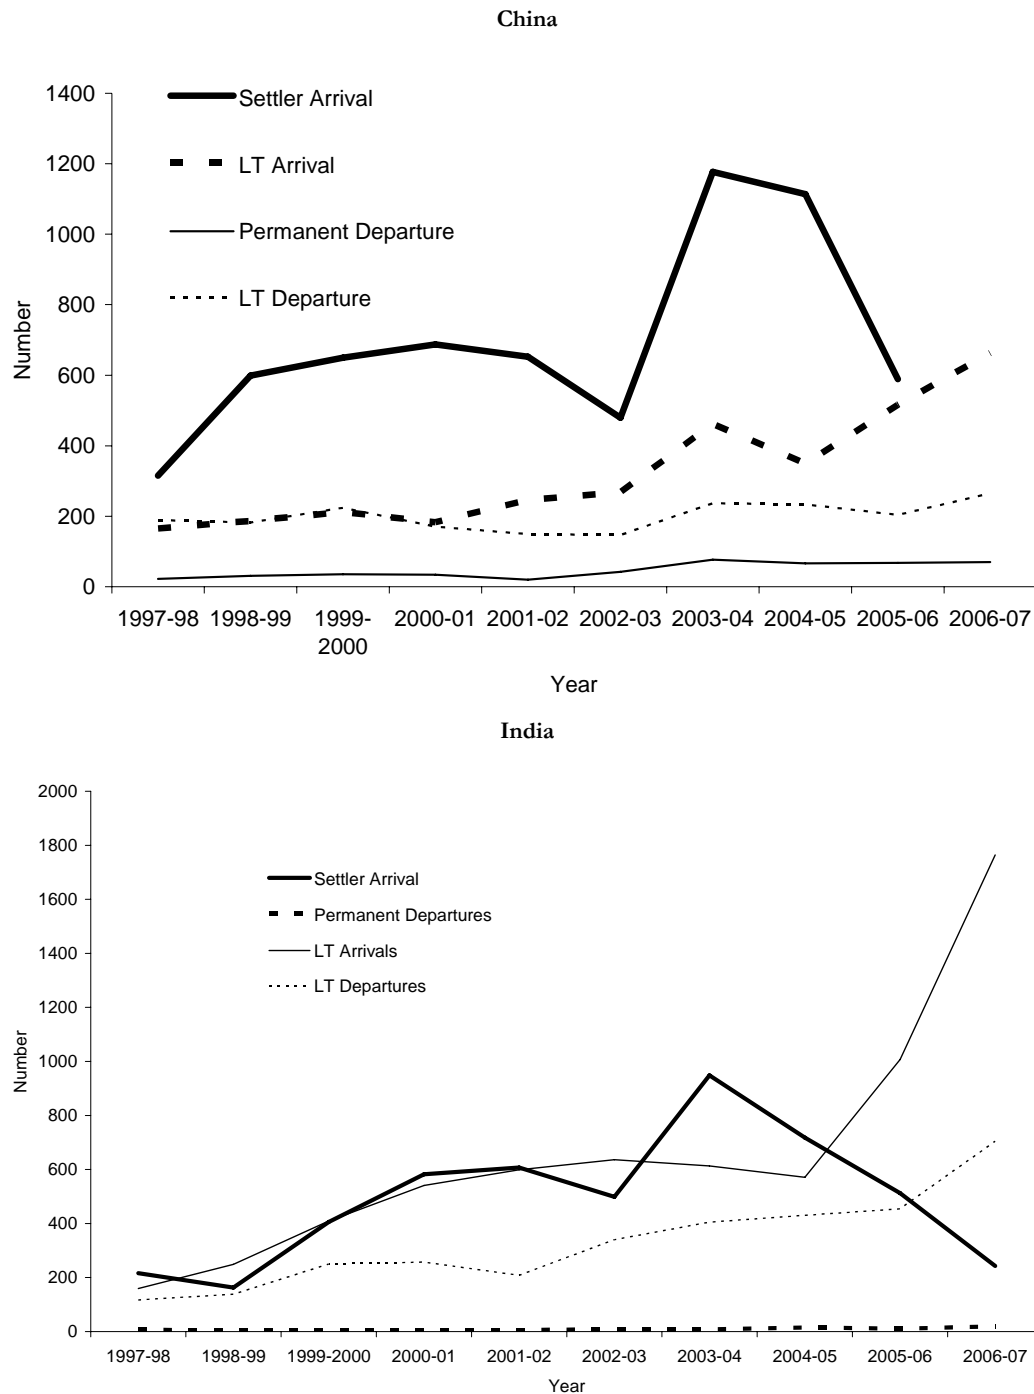 China
1400
1200
1000
800
600
400
200
0
Number
Settler Arrival
LT Arrival
Permanent Departure
LT Departure
1997-98 1998-99 1999- 2000-01 2001-02 2002-03 2003-04 2004-05 2005-06 2006-07
2000
Year
India
2000
1800
1600
1400
1200
1000
800
600
400
200
0
Number
Settler Arrival
Permanent Departures
LT Arrivals
LT Departures
1997-98 1998-99 1999-2000 2000-01 2001-02 2002-03 2003-04 2004-05 2005-06 2006-07
Year